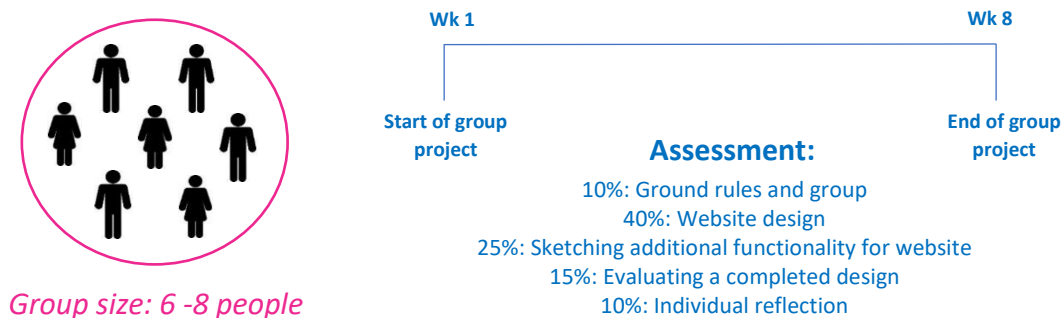 Wk 1
Wk 8
Start of group
project
End of group
project
Assessment:
10%: Ground rules and group
40%: Website design
25%: Sketching additional functionality for website
15%: Evaluating a completed design
10%: Individual reflection
Group size: 6 -8 people